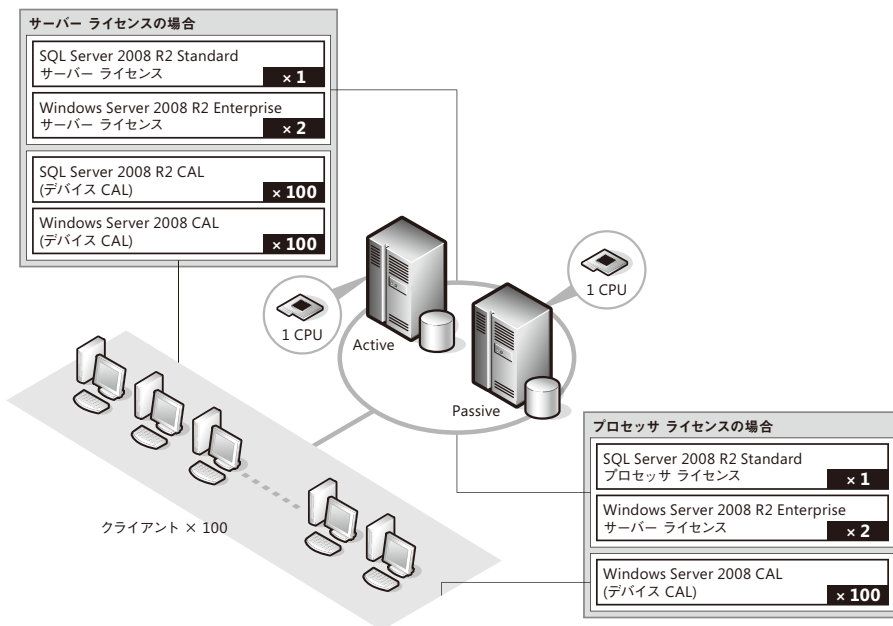 サーバー ライセンスの場合
SQL Server 2008 R2 Standard
サーバー ライセンス
× 1
Windows Server 2008 R2 Enterprise
サーバー ライセンス
× 2
SQL Server 2008 R2 CAL
(デバイス CAL)
× 100
Windows Server 2008 CAL
(デバイス CAL)
× 100
1 CPU
Active
1 CPU
Passive
クライアント × 100
プロセッサ ライセンスの場合
SQL Server 2008 R2 Standard
プロセッサ ライセンス
× 1
Windows Server 2008 R2 Enterprise
サーバー ライセンス
× 2
Windows Server 2008 CAL
(デバイス CAL)
× 100